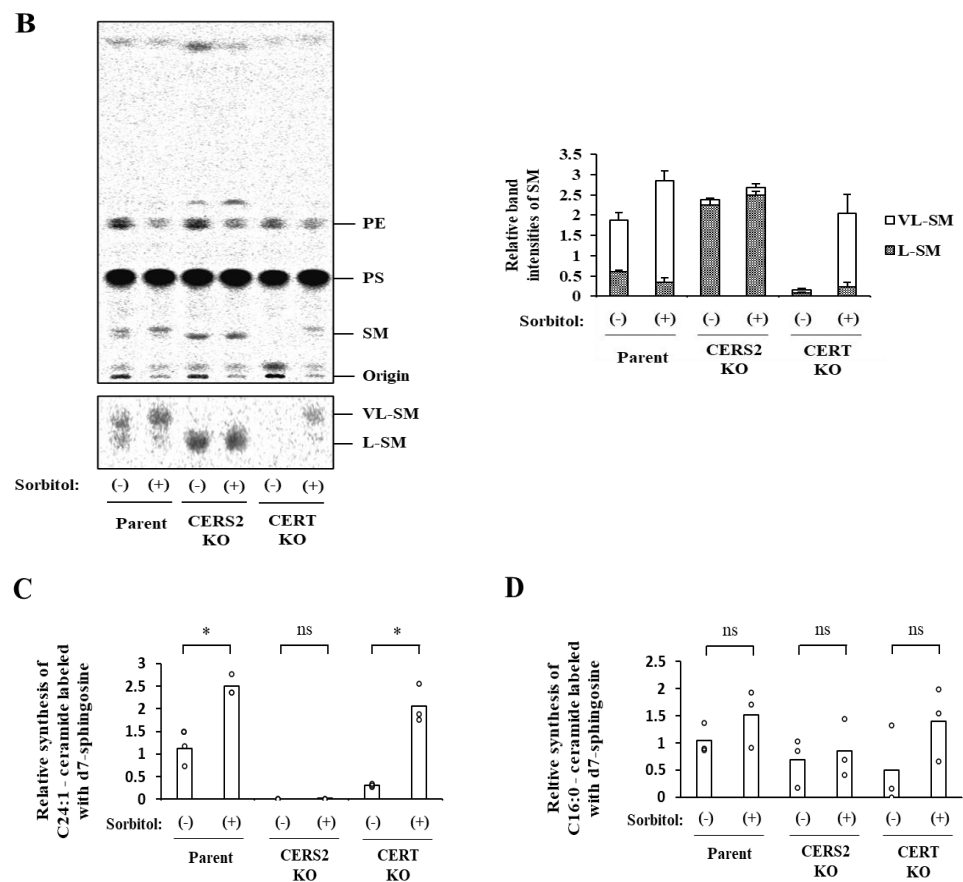 B
PE
PS
SM
Origin
VL-SM
L-SM
Sorbitol: (-) (+) (-) (+) (-) (+)
Parent CERS2 KO CERT KO
Relative band intensities of SM
3.5
3
2.5
2
1.5
1
0.5
0
VL-SM
L-SM
Sorbitol: (-) (+) (-) (+) (-) (+)
Parent CERS2 KO CERT KO
C
Relative synthesis of
C24:1 - ceramide labeled
with d7-sphingosine
* ns *
3
2.5
2
1.5
1
0.5
0
Sorbitol: (-) (+) (-) (+) (-) (+)
Parent CERS2 KO CERT KO
D
Reltive synthesis of
C16:0 - ceramide labeled
with d7-sphingosine
ns ns ns
2.5
2
1.5
1
0.5
0
Sorbitol: (-) (+) (-) (+) (-) (+)
Parent CERS2 KO CERT KO